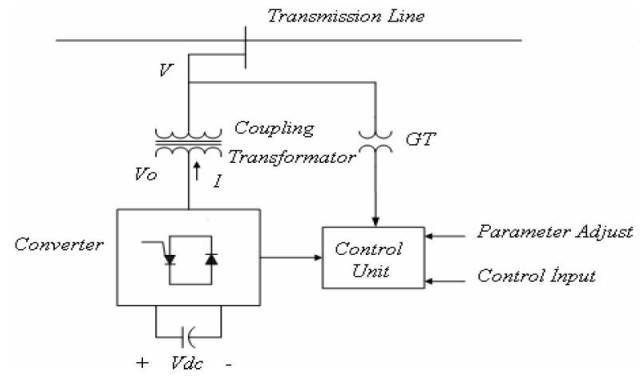 Transmission Line
V
Coupling
Transformator
GT
Vo
I
Converter
Control
Unit
Parameter Adjust
Control İnput
+ Vdc -